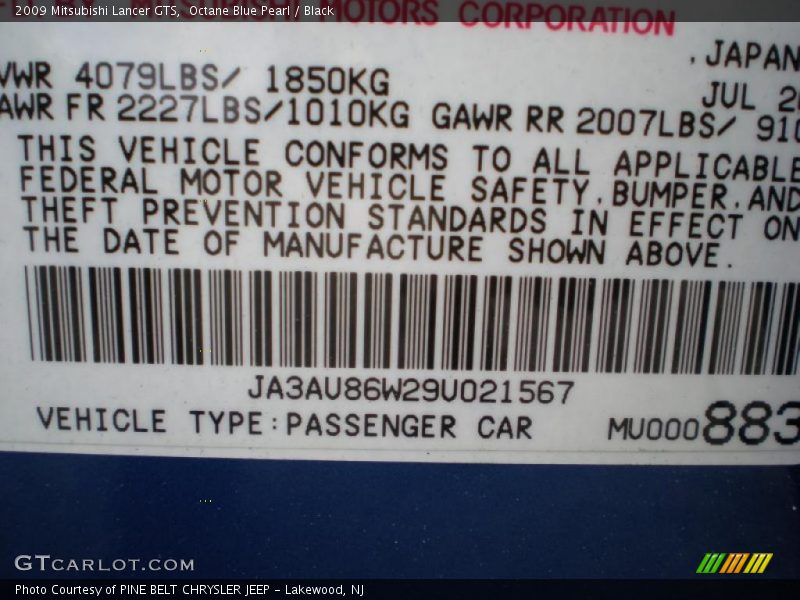 2009 Mitsubishi Lancer GTS, Octane Blue Pearl / Black
MOTORS CORPORATION
JAPAN
4079LBS/ 1850KG
JUL
FR 2227LBS/1010KG GAWR RR 2007LBS/ 910
THIS VEHICLE CONFORMS TO ALL APPLICABLE
FEDERAL MOTOR VEHICLE SAFETY, BUMPER, AND
THEFT PREVENTION STANDARDS IN EFFECT ON
THE DATE OF MANUFACTURE SHOWN ABOVE.
JA3AU86W29U021567
VEHICLE TYPE:PASSENGER CAR
MU000883
GTCARLOT.COM
Photo Courtesy of PINE BELT CHRYSLER JEEP - Lakewood, NJ